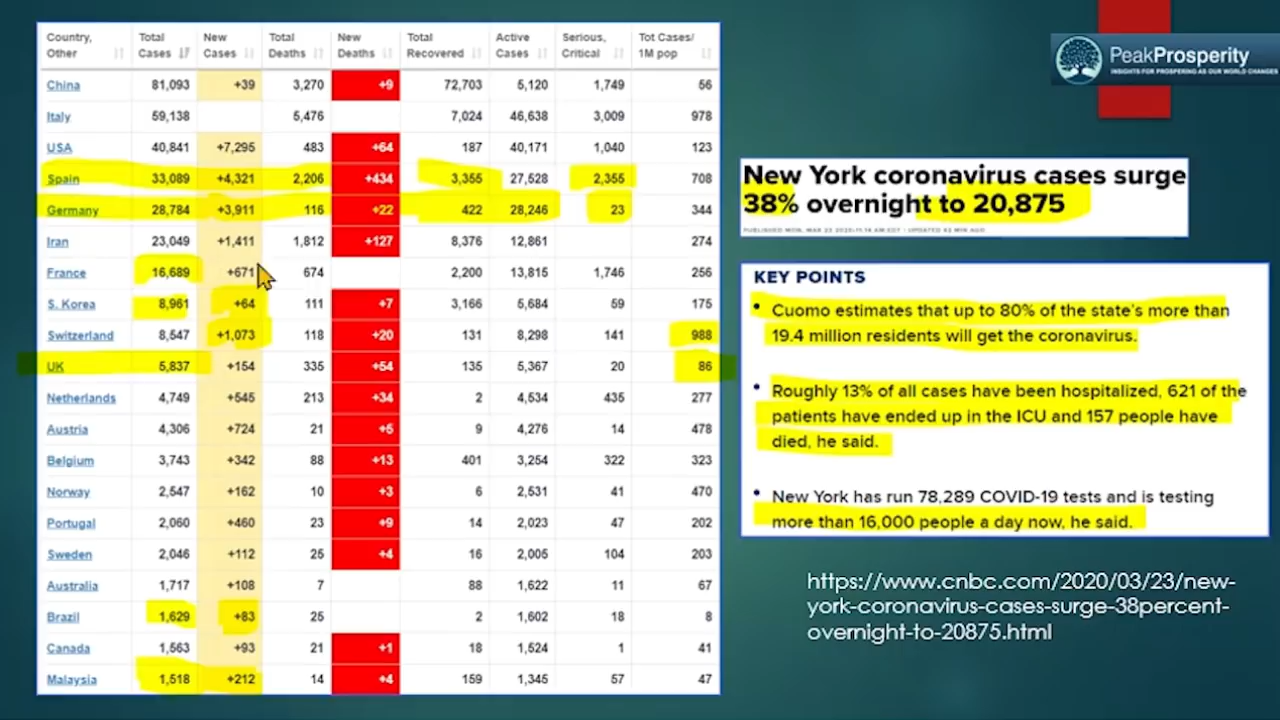 Country, Other Total Cases New Cases Total Deaths New Deaths Total Recovered Active Cases Serious, Critical Tot Cases/ 1M pop
China 81,093 +39 3,270 +9 72,703 5,120 1,749 56
Italy 59,138 5,476 7,024 46,638 3,009 978
USA 40,841 +7,295 483 +64 187 40,171 1,040 123
Spain 33,089 +4,321 2,206 +434 3,355 27,528 2,355 708
Germany 28,784 +3,911 116 +22 422 28,246 23 344
Iran 23,049 +1,411 1,812 +127 8,376 12,861 274
France 16,689 +671 674 2,200 13,815 1,746 256
S. Korea 8,961 +64 111 +7 3,166 5,684 59 175
Switzerland 8,547 +1,073 118 +20 131 8,298 141 988
UK 5,837 +154 335 +54 135 5,367 20 86
Netherlands 4,749 +545 213 +34 2 4,534 435 277
Austria 4,306 +724 21 +5 9 4,276 14 478
Belgium 3,743 +342 88 +13 401 3,254 322 323
Norway 2,547 +162 10 +3 6 2,531 41 470
Portugal 2,060 +460 23 +9 14 2,023 47 202
Sweden 2,046 +112 25 +4 16 2,005 104 203
Australia 1,717 +108 7 88 1,622 11 67
Brazil 1,629 +83 25 2 1,602 18 8
Canada 1,563 +93 21 +1 18 1,524 1 41
Malaysia 1,518 +212 14 +4 159 1,345 57 47
PeakProsperity
INSIGHTS FOR PROSPERING AS OUR WORLD CHANGES
New York coronavirus cases surge
38% overnight to 20,875
KEY POINTS
• Cuomo estimates that up to 80% of the state's more than
19.4 million residents will get the coronavirus.
• Roughly 13% of all cases have been hospitalized, 621 of the
patients have ended up in the ICU and 157 people have
died, he said.
• New York has run 78,289 COVID-19 tests and is testing
more than 16,000 people a day now, he said.
https://www.cnbc.com/2020/03/23/new-
york-coronavirus-cases-surge-38percent-
overnight-to-20875.html